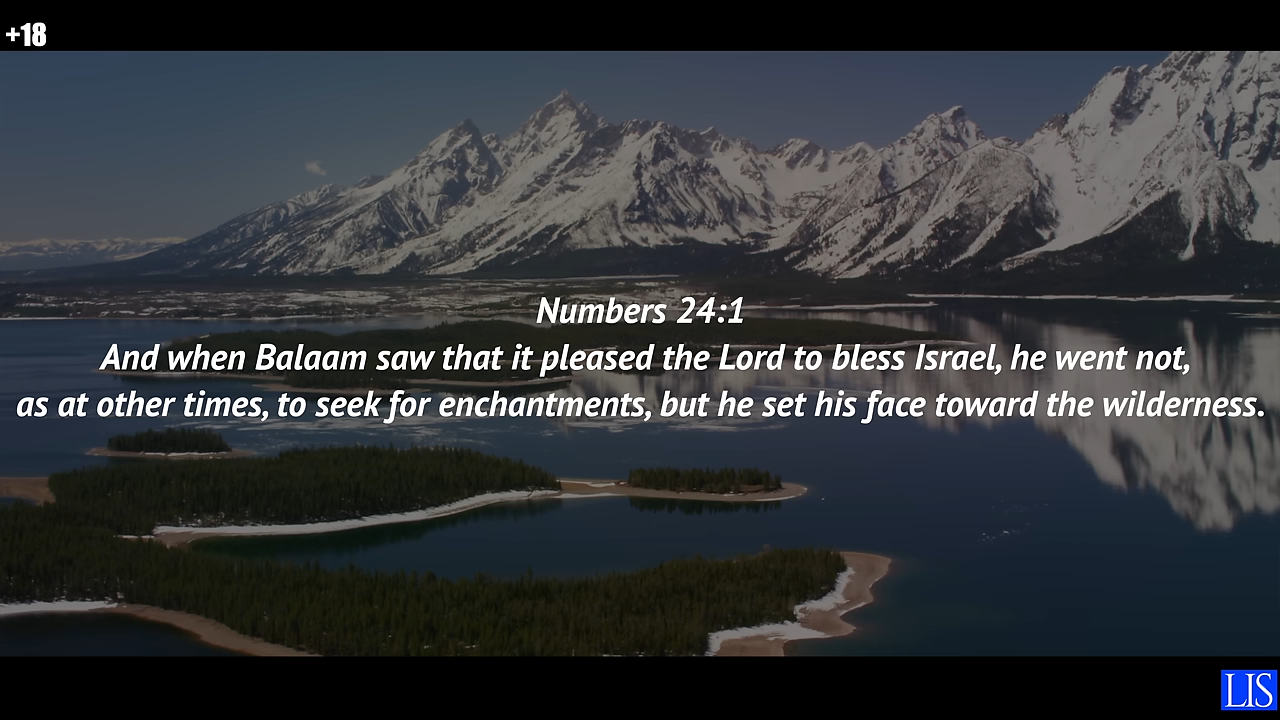 +18
Numbers 24:1
And when Balaam saw that it pleased the Lord to bless Israel, he went not,
as at other times, to seek for enchantments, but he set his face toward the wilderness.
LIS